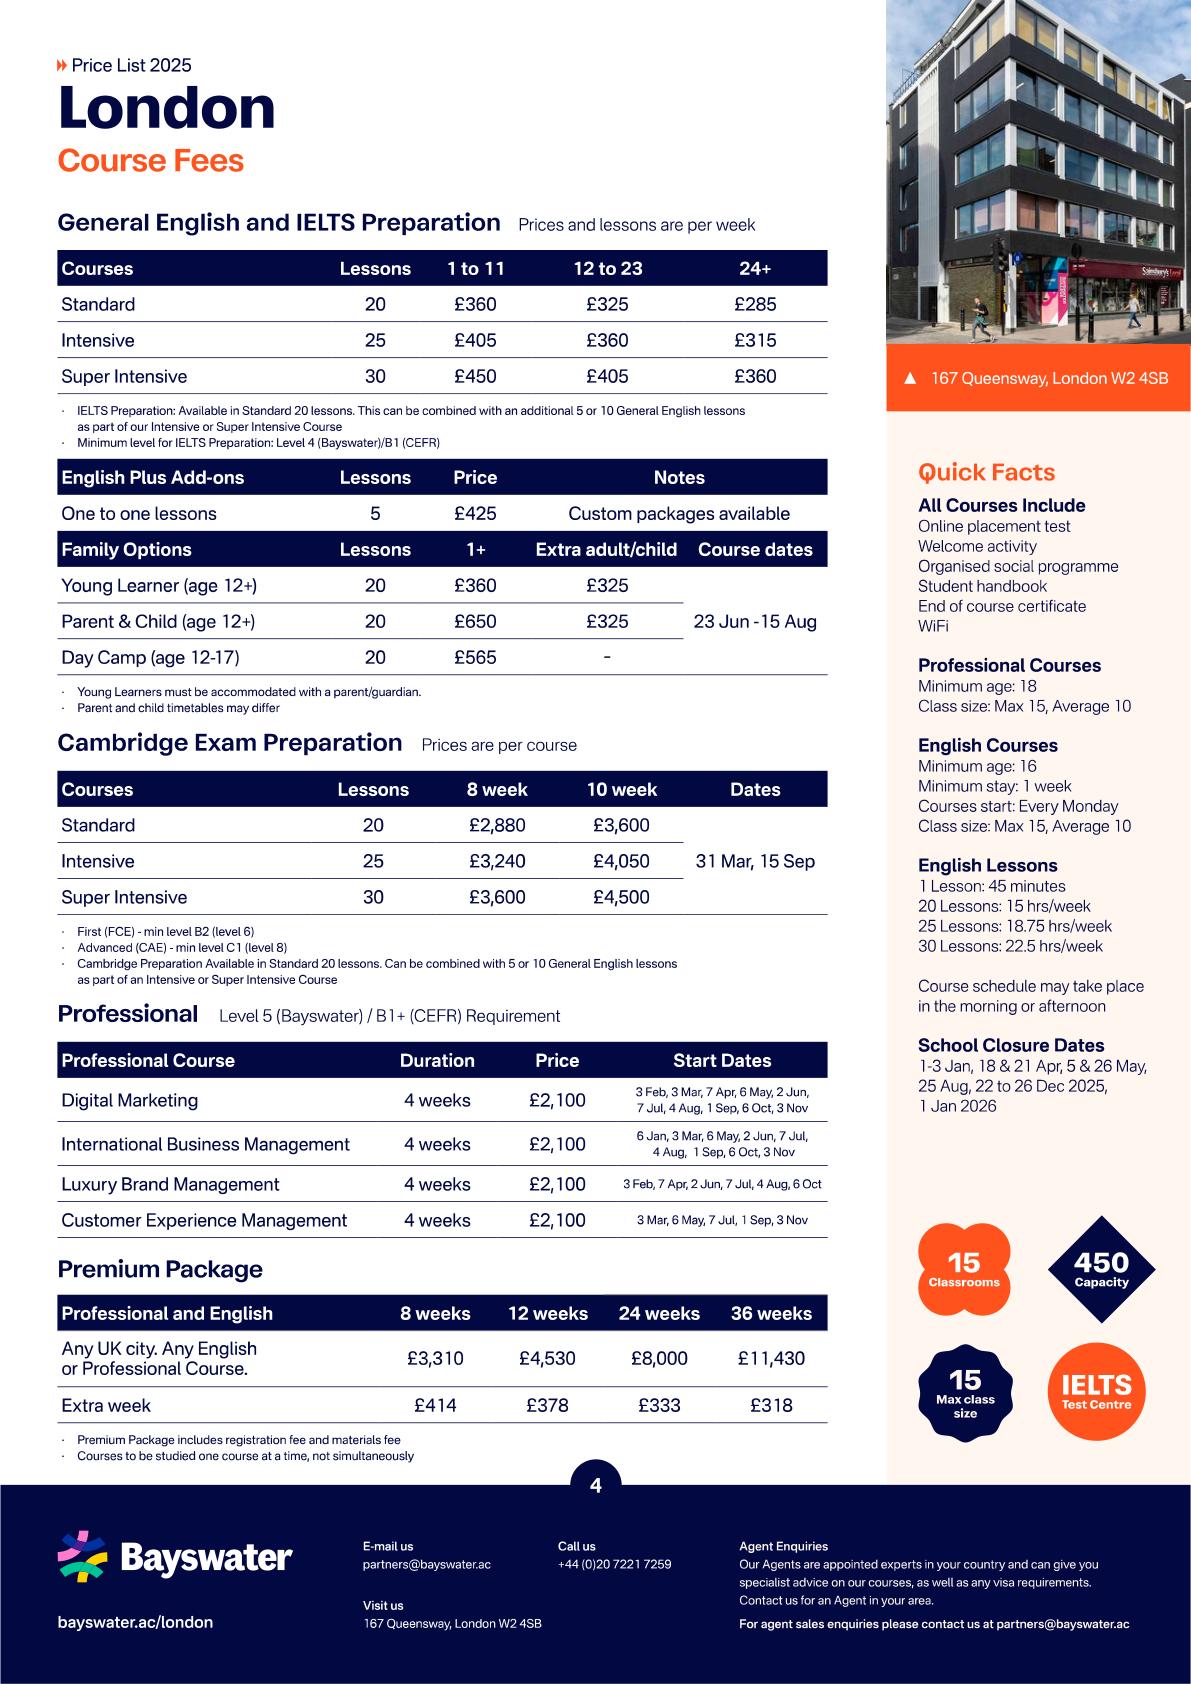 Price List 2025
London
Course Fees
General English and IELTS Preparation Prices and lessons are per week
Courses Lessons 1 to 11 12 to 23 24+
Standard 20 £360 £325 £285
Intensive 25 £405 £360 £315
Super Intensive 30 £450 £405 £360
· IELTS Preparation: Available in Standard 20 lessons. This can be combined with an additional 5 or 10 General English lessons
as part of our Intensive or Super Intensive Course
· Minimum level for IELTS Preparation: Level 4 (Bayswater)/B1 (CEFR)
English Plus Add-ons Lessons Price Notes
One to one lessons 5 £425 Custom packages available
Family Options Lessons 1+ Extra adult/child Course dates
Young Learner (age 12+) 20 £360 £325
Parent & Child (age 12+) 20 £650 £325 23 Jun - 15 Aug
Day Camp (age 12-17) 20 £565 -
· Young Learners must be accommodated with a parent/guardian.
· Parent and child timetables may differ
Cambridge Exam Preparation Prices are per course
Courses Lessons 8 week 10 week Dates
Standard 20 £2,880 £3,600
Intensive 25 £3,240 £4,050 31 Mar, 15 Sep
Super Intensive 30 £3,600 £4,500
· First (FCE) - min level B2 (level 6)
· Advanced (CAE) - min level C1 (level 8)
· Cambridge Preparation Available in Standard 20 lessons. Can be combined with 5 or 10 General English lessons
as part of an Intensive or Super Intensive Course
Professional Level 5 (Bayswater) / B1+ (CEFR) Requirement
Professional Course Duration Price Start Dates
Digital Marketing 4 weeks £2,100 3 Feb, 3 Mar, 7 Apr, 6 May, 2 Jun,
7 Jul, 4 Aug, 1 Sep, 6 Oct, 3 Nov
International Business Management 4 weeks £2,100 6 Jan, 3 Mar, 6 May, 2 Jun, 7 Jul,
4 Aug, 1 Sep, 6 Oct, 3 Nov
Luxury Brand Management 4 weeks £2,100 3 Feb, 7 Apr, 2 Jun, 7 Jul, 4 Aug, 6 Oct
Customer Experience Management 4 weeks £2,100 3 Mar, 6 May, 7 Jul, 1 Sep, 3 Nov
Premium Package
Professional and English 8 weeks 12 weeks 24 weeks 36 weeks
Any UK city. Any English
or Professional Course. £3,310 £4,530 £8,000 £11,430
Extra week £414 £378 £333 £318
· Premium Package includes registration fee and materials fee
· Courses to be studied one course at a time, not simultaneously
Sainsbury's
▲ 167 Queensway, London W2 4SB
Quick Facts
All Courses Include
Online placement test
Welcome activity
Organised social programme
Student handbook
End of course certificate
WiFi
Professional Courses
Minimum age: 18
Class size: Max 15, Average 10
English Courses
Minimum age: 16
Minimum stay: 1 week
Courses start: Every Monday
Class size: Max 15, Average 10
English Lessons
1 Lesson: 45 minutes
20 Lessons: 15 hrs/week
25 Lessons: 18.75 hrs/week
30 Lessons: 22.5 hrs/week
Course schedule may take place
in the morning or afternoon
School Closure Dates
1-3 Jan, 18 & 21 Apr, 5 & 26 May,
25 Aug, 22 to 26 Dec 2025,
1 Jan 2026
15
Classrooms
450
Capacity
15
Max class
size
IELTS
Test Centre
4
Bayswater
bayswater.ac/london
E-mail us
partners@bayswater.ac
Visit us
167 Queensway, London W2 4SB
Call us
+44 (0)20 7221 7259
Agent Enquiries
Our Agents are appointed experts in your country and can give you
specialist advice on our courses, as well as any visa requirements.
Contact us for an Agent in your area.
For agent sales enquiries please contact us at partners@bayswater.ac